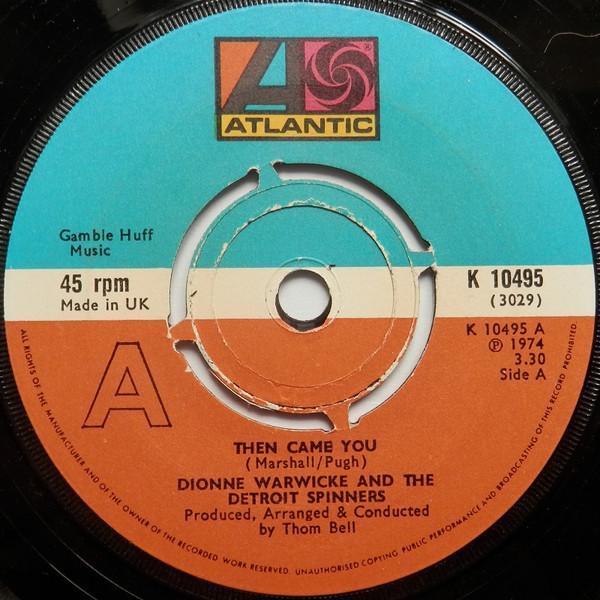 ATLANTIC
®
Gamble Huff
Music
45 rpm
Made in UK
K 10495
(3029)
K 10495 A
℗ 1974
3.30
Side A
A
THEN CAME YOU
(Marshall/Pugh)
DIONNE WARWICKE AND THE
DETROIT SPINNERS
Produced, Arranged & Conducted
by Thom Bell
ALL RIGHTS OF THE MANUFACTURER AND OF THE OWNER OF THE RECORDED WORK RESERVED. UNAUTHORISED COPYING PUBLIC PERFORMANCE AND BROADCASTING OF THIS RECORD PROHIBITED.